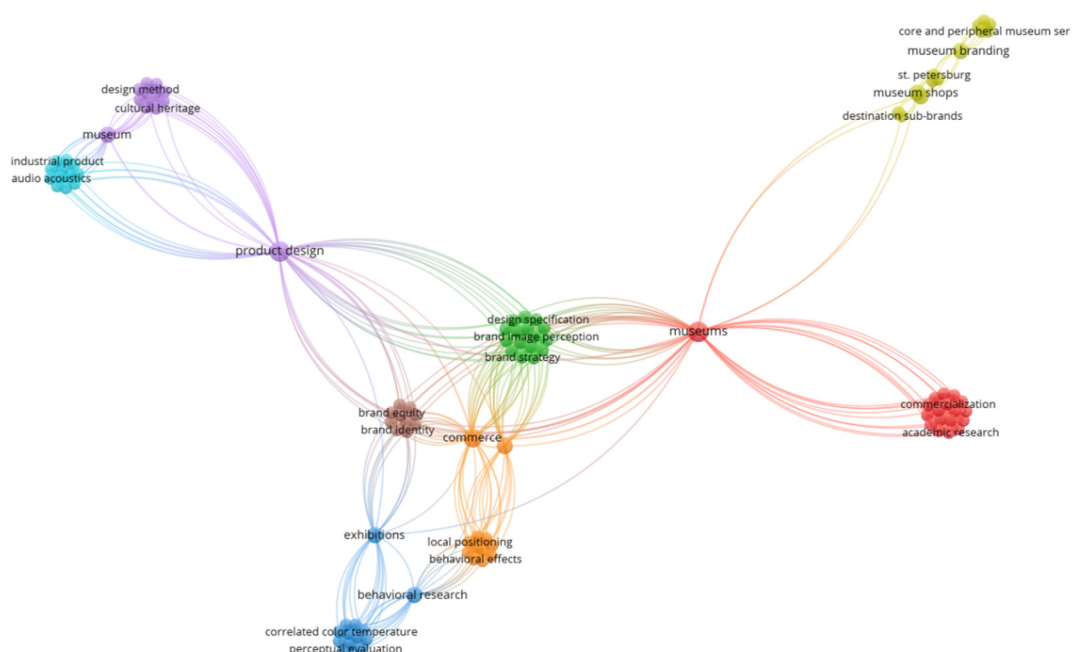 core and peripheral museum ser
museum branding
st. petersburg
museum shops
destination sub-brands
design method
cultural heritage
museum
industrial product
audio acoustics
product design
design specification
brand image perception
brand strategy
museums
brand equity
brand identity
commerce
commercialization
academic research
exhibitions
local positioning
behavioral effects
behavioral research
correlated color temperature
perceptual evaluation